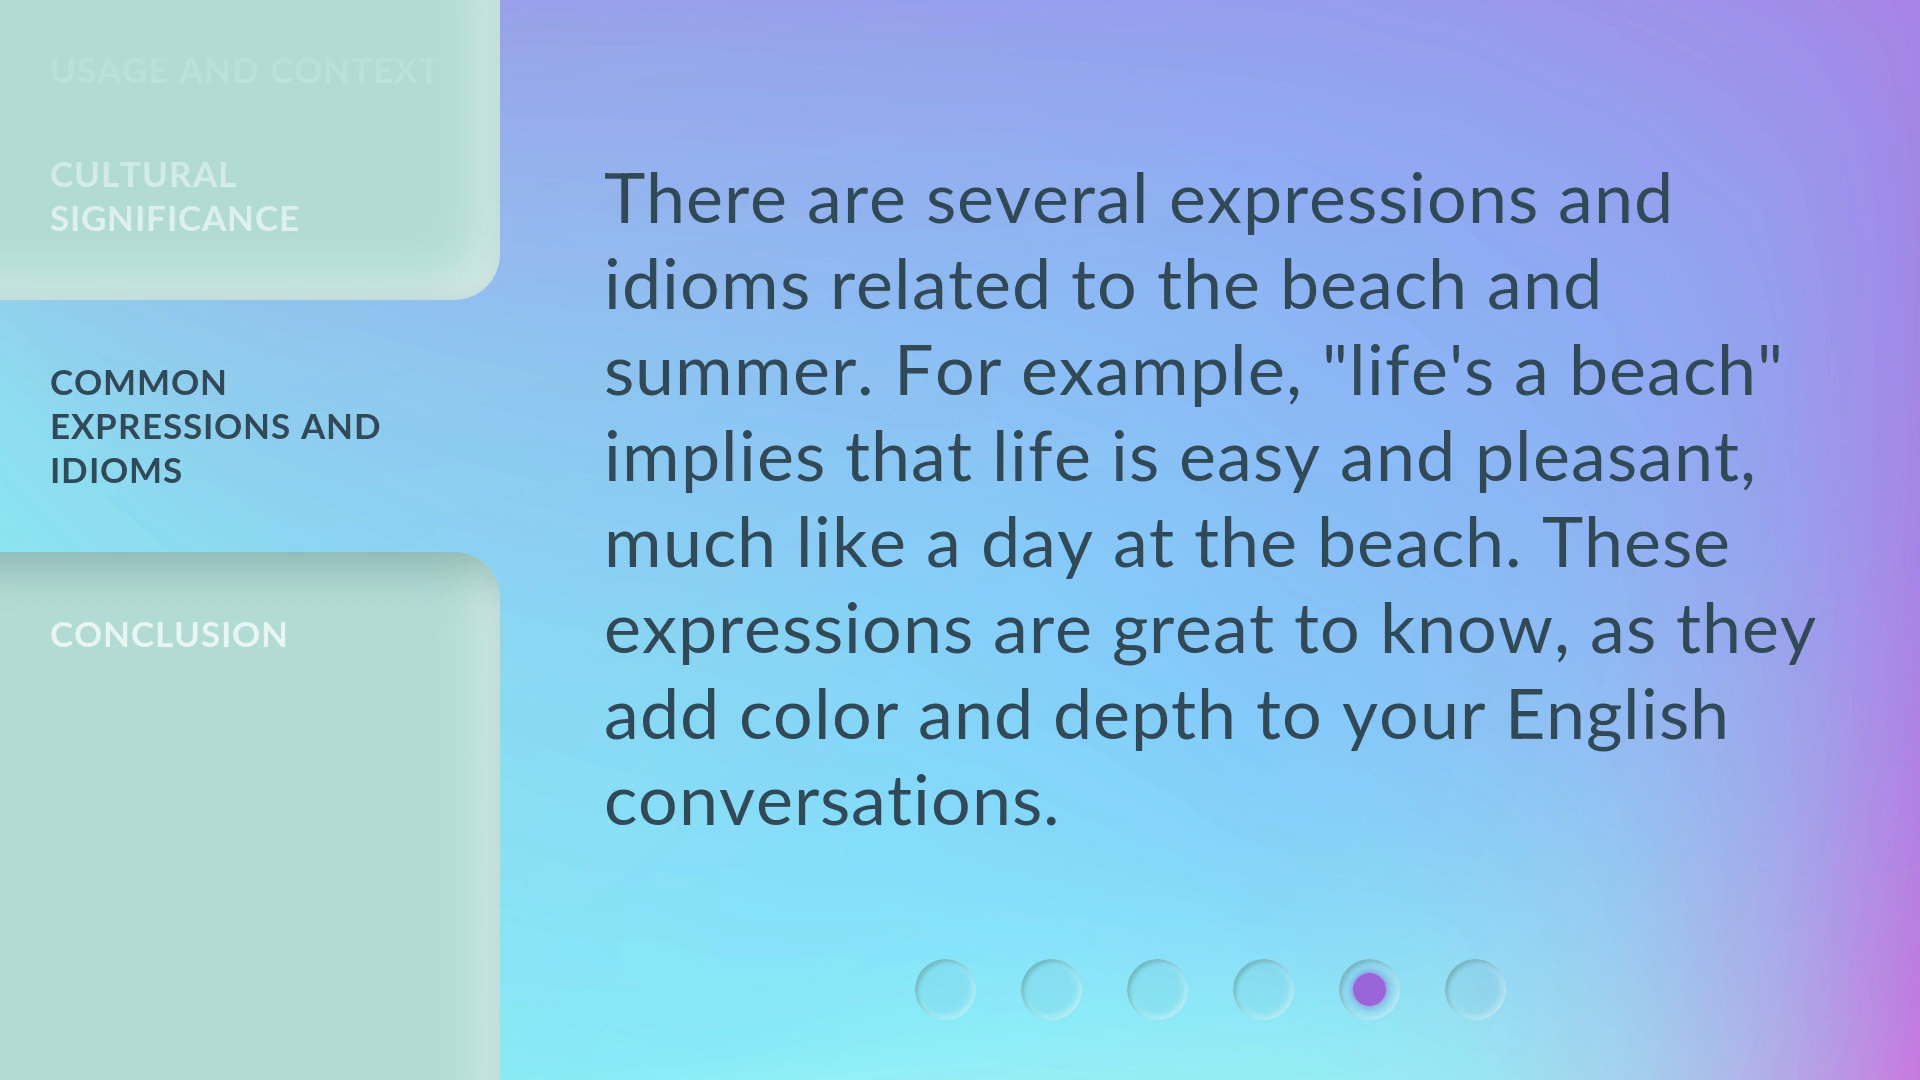 USAGE AND CONTEXT
CULTURAL
SIGNIFICANCE
COMMON
EXPRESSIONS AND
IDIOMS
CONCLUSION
There are several expressions and
idioms related to the beach and
summer. For example, "life's a beach"
implies that life is easy and pleasant,
much like a day at the beach. These
expressions are great to know, as they
add color and depth to your English
conversations.